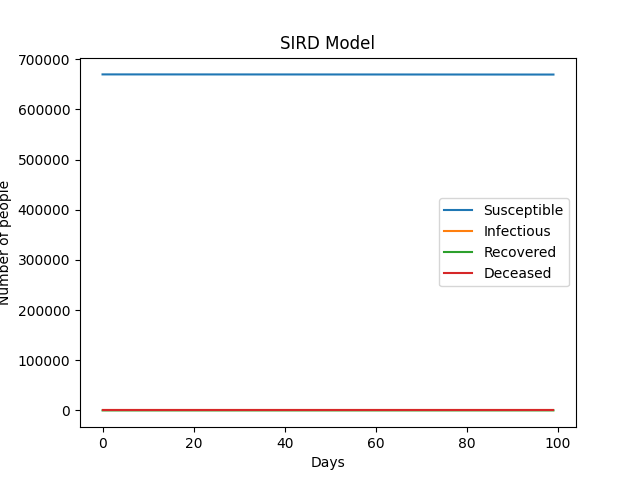 SIRD Model
700000
600000
500000
400000
300000
200000
100000
0
Number of people
Susceptible
Infectious
Recovered
Deceased
0 20 40 60 80 100
Days